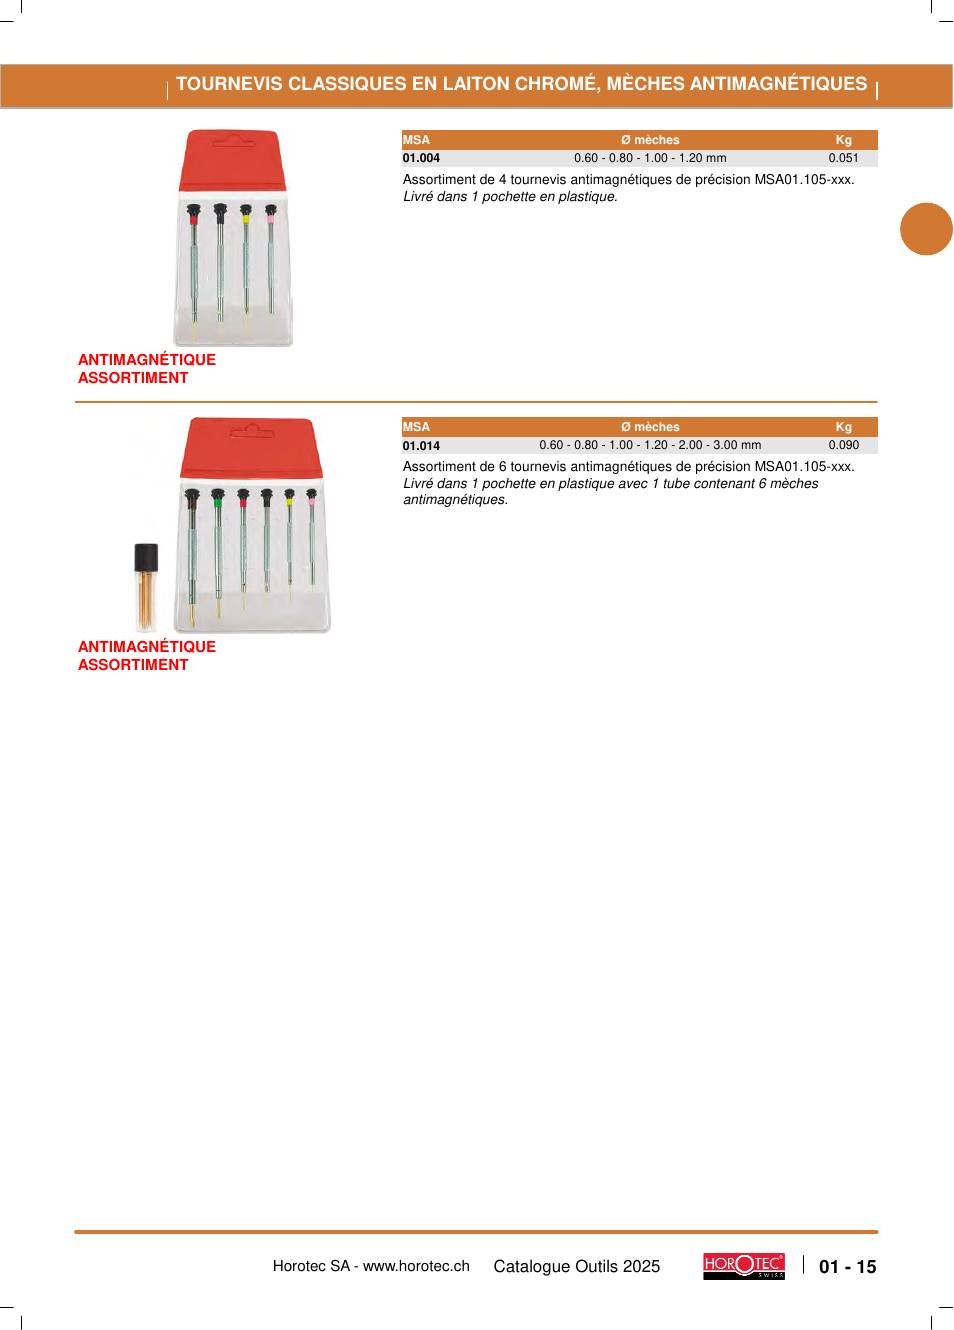 TOURNEVIS CLASSIQUES EN LAITON CHROMÉ, MÈCHES ANTIMAGNÉTIQUES
MSA Ø mèches Kg
01.004 0.60 - 0.80 - 1.00 - 1.20 mm 0.051
Assortiment de 4 tournevis antimagnétiques de précision MSA01.105-xxx.
Livré dans 1 pochette en plastique.
ANTIMAGNÉTIQUE
ASSORTIMENT
MSA Ø mèches Kg
01.014 0.60 - 0.80 - 1.00 - 1.20 - 2.00 - 3.00 mm 0.090
Assortiment de 6 tournevis antimagnétiques de précision MSA01.105-xxx.
Livré dans 1 pochette en plastique avec 1 tube contenant 6 mèches
antimagnétiques.
ANTIMAGNÉTIQUE
ASSORTIMENT
Horotec SA - www.horotec.ch Catalogue Outils 2025 HOROTEC SWISS 01 - 15